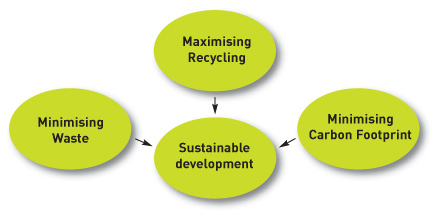 Maximising
Recycling
Minimising
Waste
Minimising
Carbon Footprint
Sustainable
development